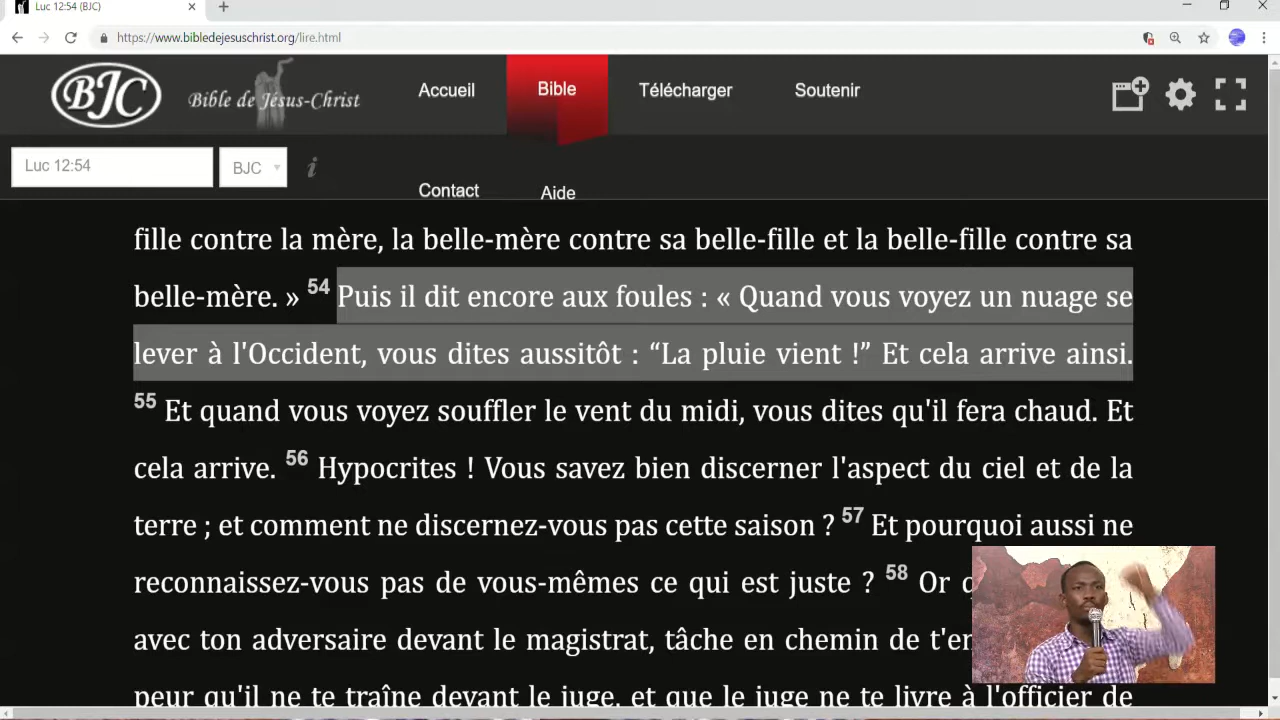 Luc 12:54 (BJC)
https://www.bibledejesuschrist.org/lire.html
BJC Bible de Jésus-Christ Accueil Bible Télécharger Soutenir
Luc 12:54 BJC i Contact Aide
fille contre la mère, la belle-mère contre sa belle-fille et la belle-fille contre sa
belle-mère. » 54 Puis il dit encore aux foules : « Quand vous voyez un nuage se
lever à l'Occident, vous dites aussitôt : “La pluie vient !” Et cela arrive ainsi.
55 Et quand vous voyez souffler le vent du midi, vous dites qu'il fera chaud. Et
cela arrive. 56 Hypocrites ! Vous savez bien discerner l'aspect du ciel et de la
terre ; et comment ne discernez-vous pas cette saison ? 57 Et pourquoi aussi ne
reconnaissez-vous pas de vous-mêmes ce qui est juste ? 58 Or
avec ton adversaire devant le magistrat, tâche en chemin de
peur qu'il ne te traîne devant le juge, et que le juge ne te livre à l'officier de